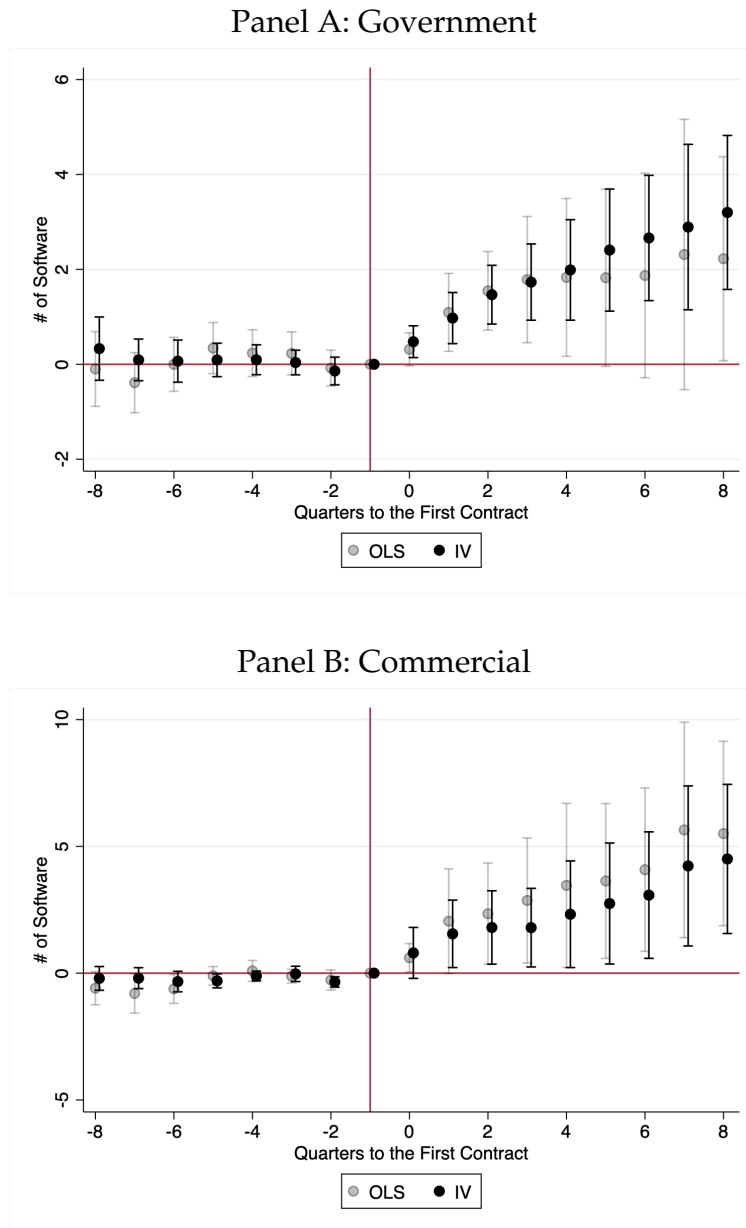 Panel A: Government
6
4
2
0
-2
# of Software
-8 -6 -4 -2 0 2 4 6 8
Quarters to the First Contract
OLS IV
Panel B: Commercial
10
5
0
-5
# of Software
-8 -6 -4 -2 0 2 4 6 8
Quarters to the First Contract
OLS IV